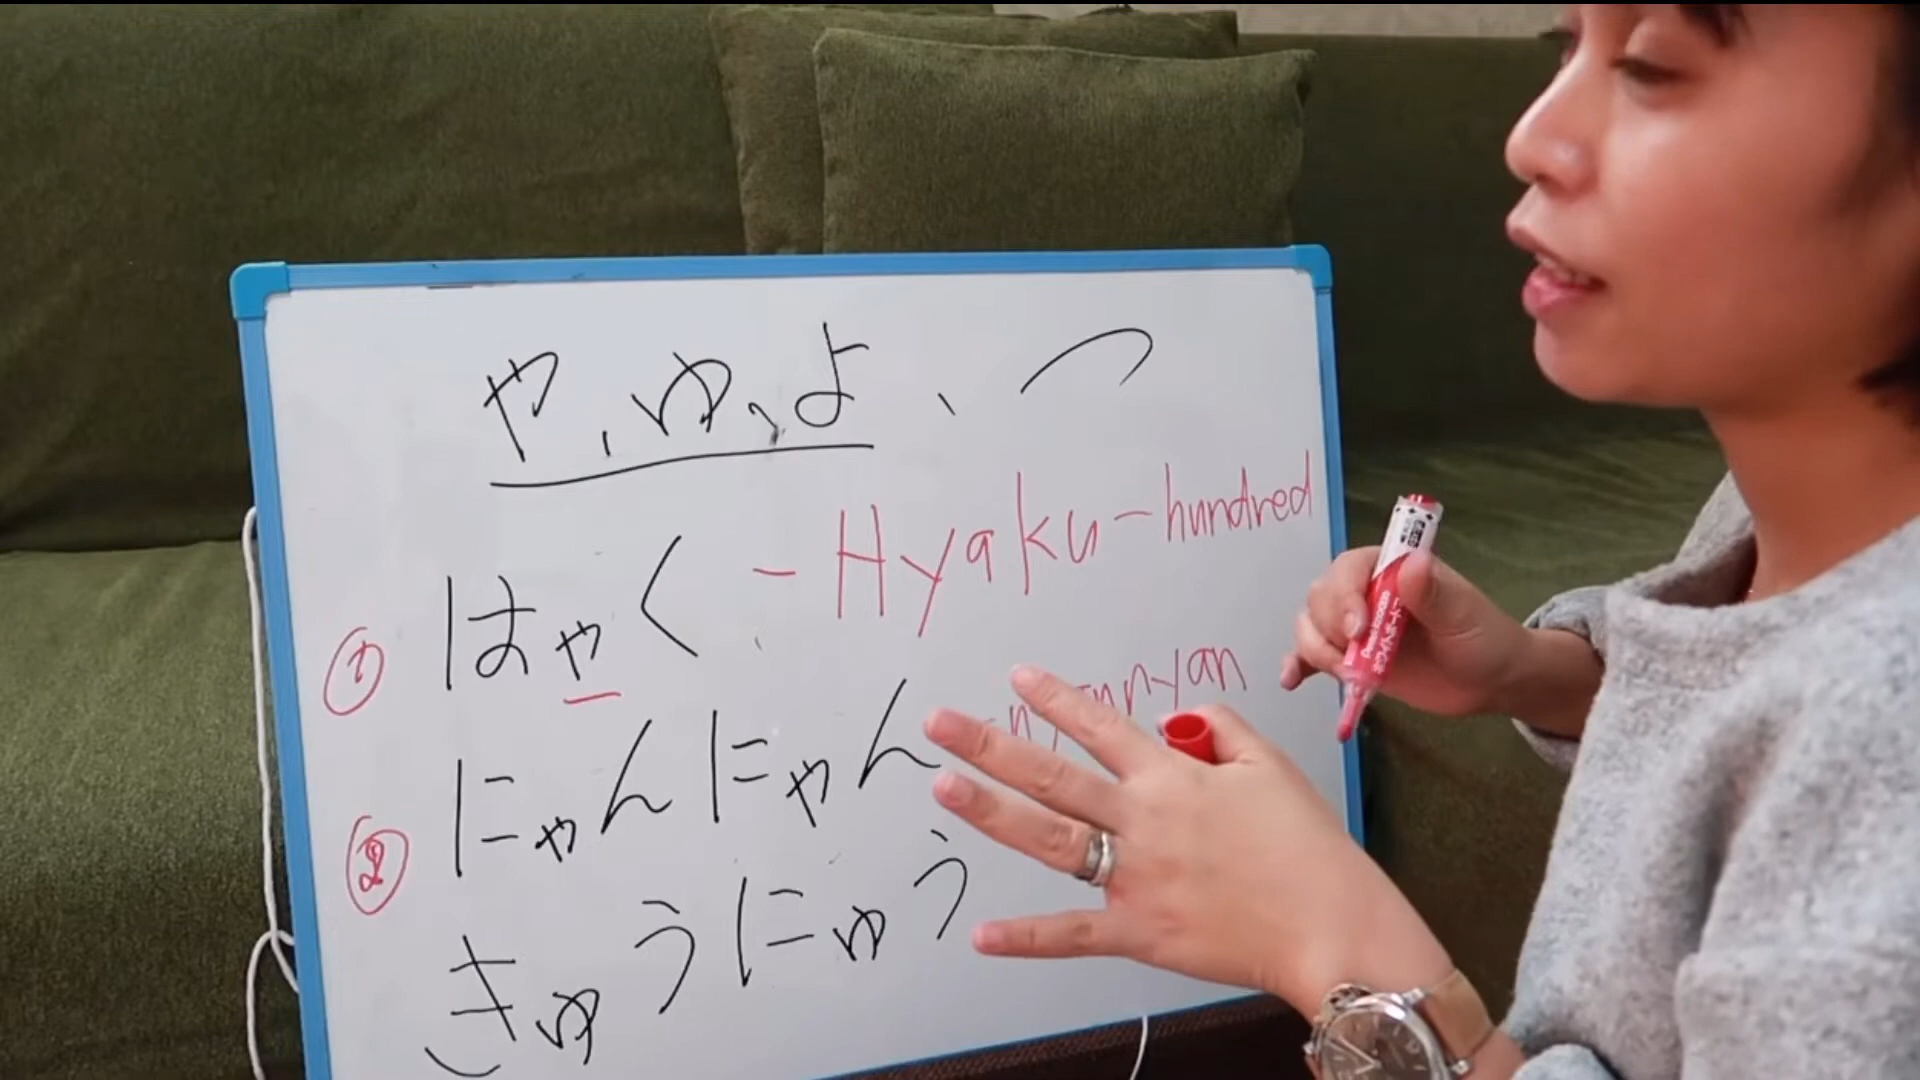 や、ゆ、よ、つ
① はゃく - Hyaku - hundred
にゃんにゃん
② きゅうにゅう